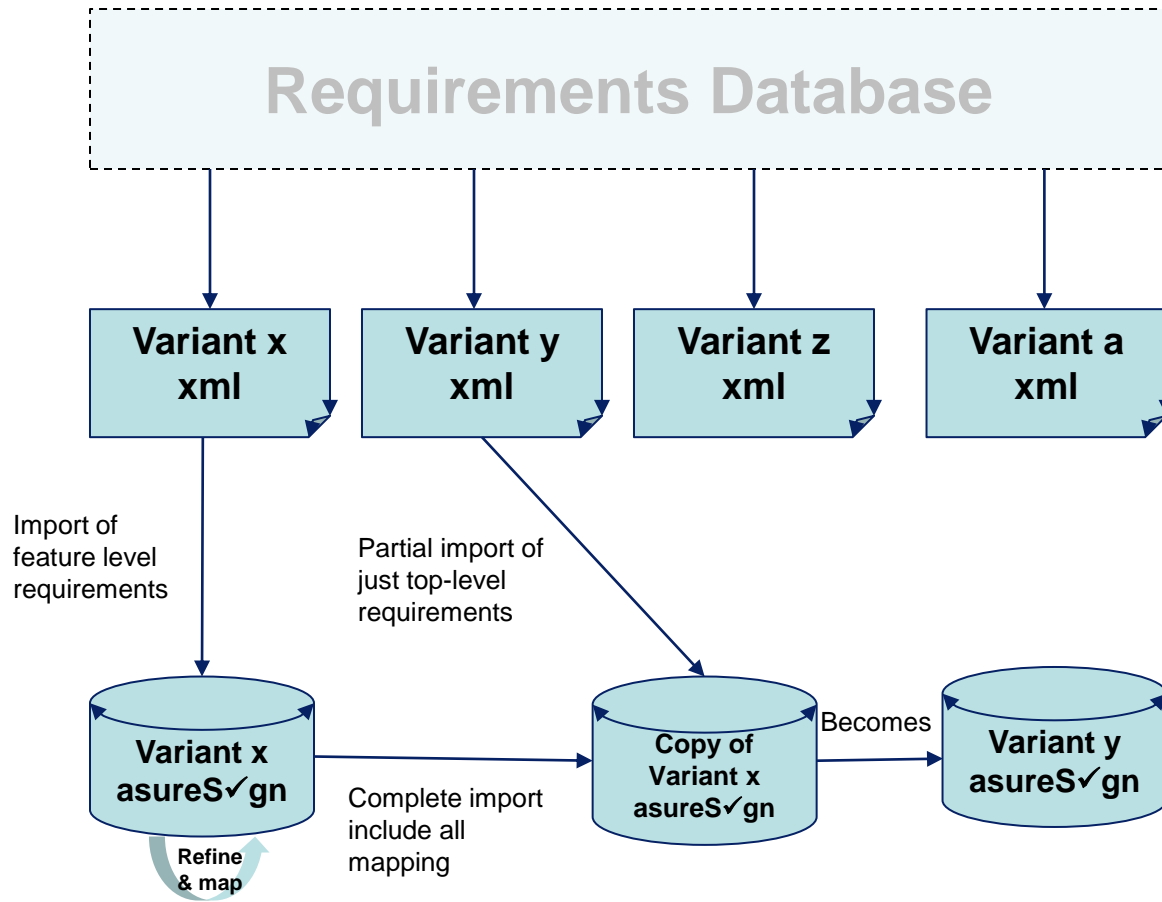 Requirements Database
Variant x
xml
Variant y
xml
Variant z
xml
Variant a
xml
Import of
feature level
requirements
Partial import of
just top-level
requirements
Variant x
asureS✓gn
Refine
& map
Complete import
include all
mapping
Copy of
Variant x
asureS✓gn
Becomes
Variant y
asureS✓gn